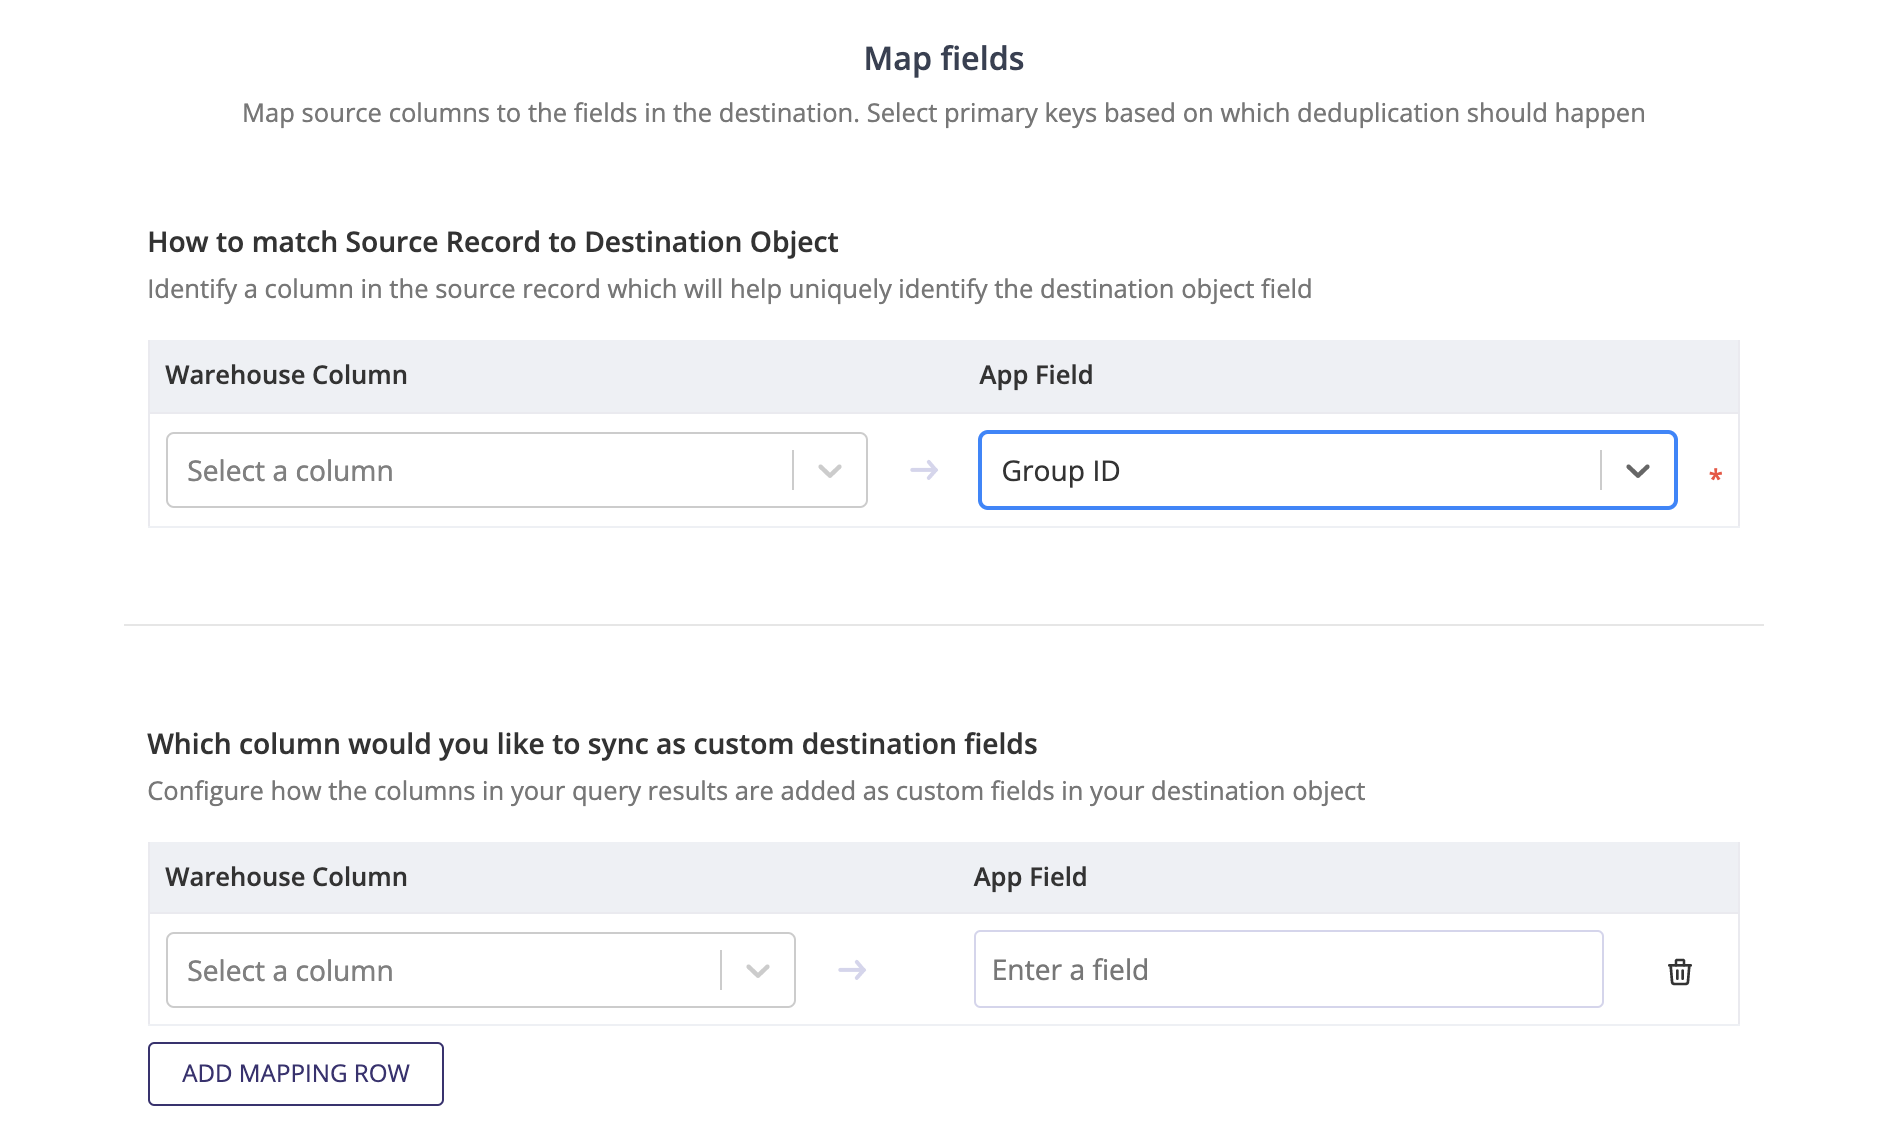 Map fields
Map source columns to the fields in the destination. Select primary keys based on which deduplication should happen
How to match Source Record to Destination Object
Identify a column in the source record which will help uniquely identify the destination object field
Warehouse Column App Field
Select a column → Group ID *
Which column would you like to sync as custom destination fields
Configure how the columns in your query results are added as custom fields in your destination object
Warehouse Column App Field
Select a column → Enter a field
ADD MAPPING ROW